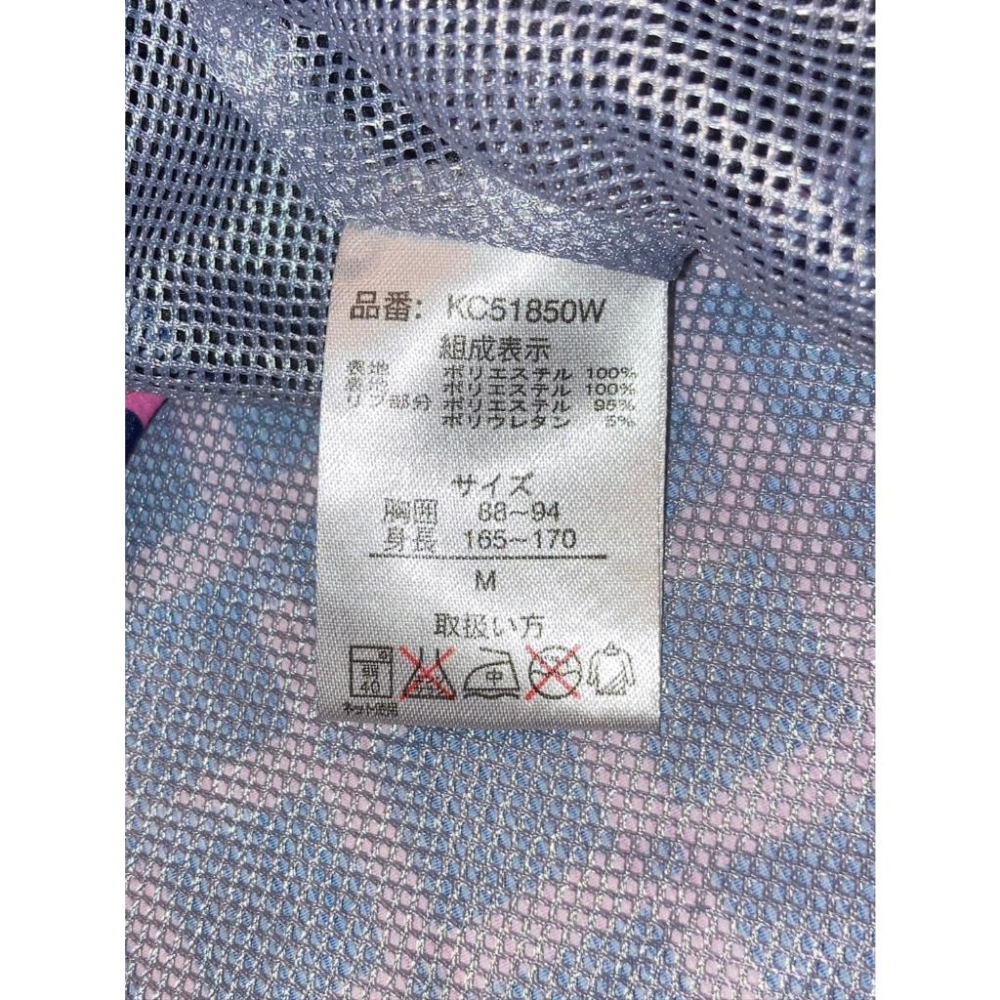 品番: KC51850W
組成表示
表地 ポリエステル 100%
表地 ポリエステル 100%
リブ部分 ポリエステル 95%
ポリウレタン 5%
サイズ
胸囲 88~94
身長 165~170
M
取扱い方
弱 40 中
ネット使用